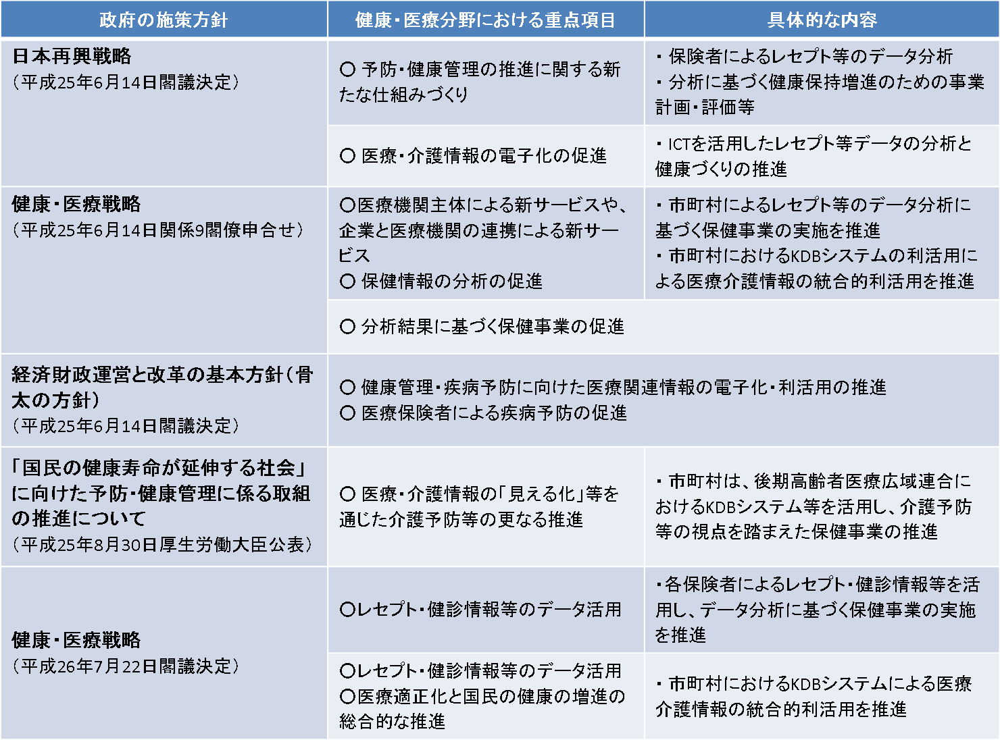 政府の施策方針
健康・医療分野における重点項目
具体的な内容
日本再興戦略
（平成25年6月14日閣議決定）
〇 予防・健康管理の推進に関する新
たな仕組みづくり
・ 保険者によるレセプト等のデータ分析
・ 分析に基づく健康保持増進のための事業
計画・評価等
〇 医療・介護情報の電子化の促進
・ ICTを活用したレセプト等データの分析と
健康づくりの推進
健康・医療戦略
（平成25年6月14日関係9閣僚申合せ）
〇医療機関主体による新サービスや、
企業と医療機関の連携による新サー
ビス
〇 保健情報の分析の促進
・ 市町村によるレセプト等のデータ分析に
基づく保健事業の実施を推進
・ 市町村におけるKDBシステムの利活用に
よる医療介護情報の統合的利活用を推進
〇 分析結果に基づく保健事業の促進
経済財政運営と改革の基本方針（骨
太の方針）
（平成25年6月14日閣議決定）
〇 健康管理・疾病予防に向けた医療関連情報の電子化・利活用の推進
〇 医療保険者による疾病予防の促進
「国民の健康寿命が延伸する社会」
に向けた予防・健康管理に係る取組
の推進について
（平成25年8月30日厚生労働大臣公表）
〇 医療・介護情報の「見える化」等を
通じた介護予防等の更なる推進
・ 市町村は、後期高齢者医療広域連合に
おけるKDBシステム等を活用し、介護予防
等の視点を踏まえた保健事業の推進
健康・医療戦略
（平成26年7月22日閣議決定）
〇レセプト・健診情報等のデータ活用
・各保険者によるレセプト・健診情報等を活
用し、データ分析に基づく保健事業の実施
を推進
〇レセプト・健診情報等のデータ活用
〇医療適正化と国民の健康の増進の
総合的な推進
・ 市町村におけるKDBシステムによる医療
介護情報の統合的利活用を推進